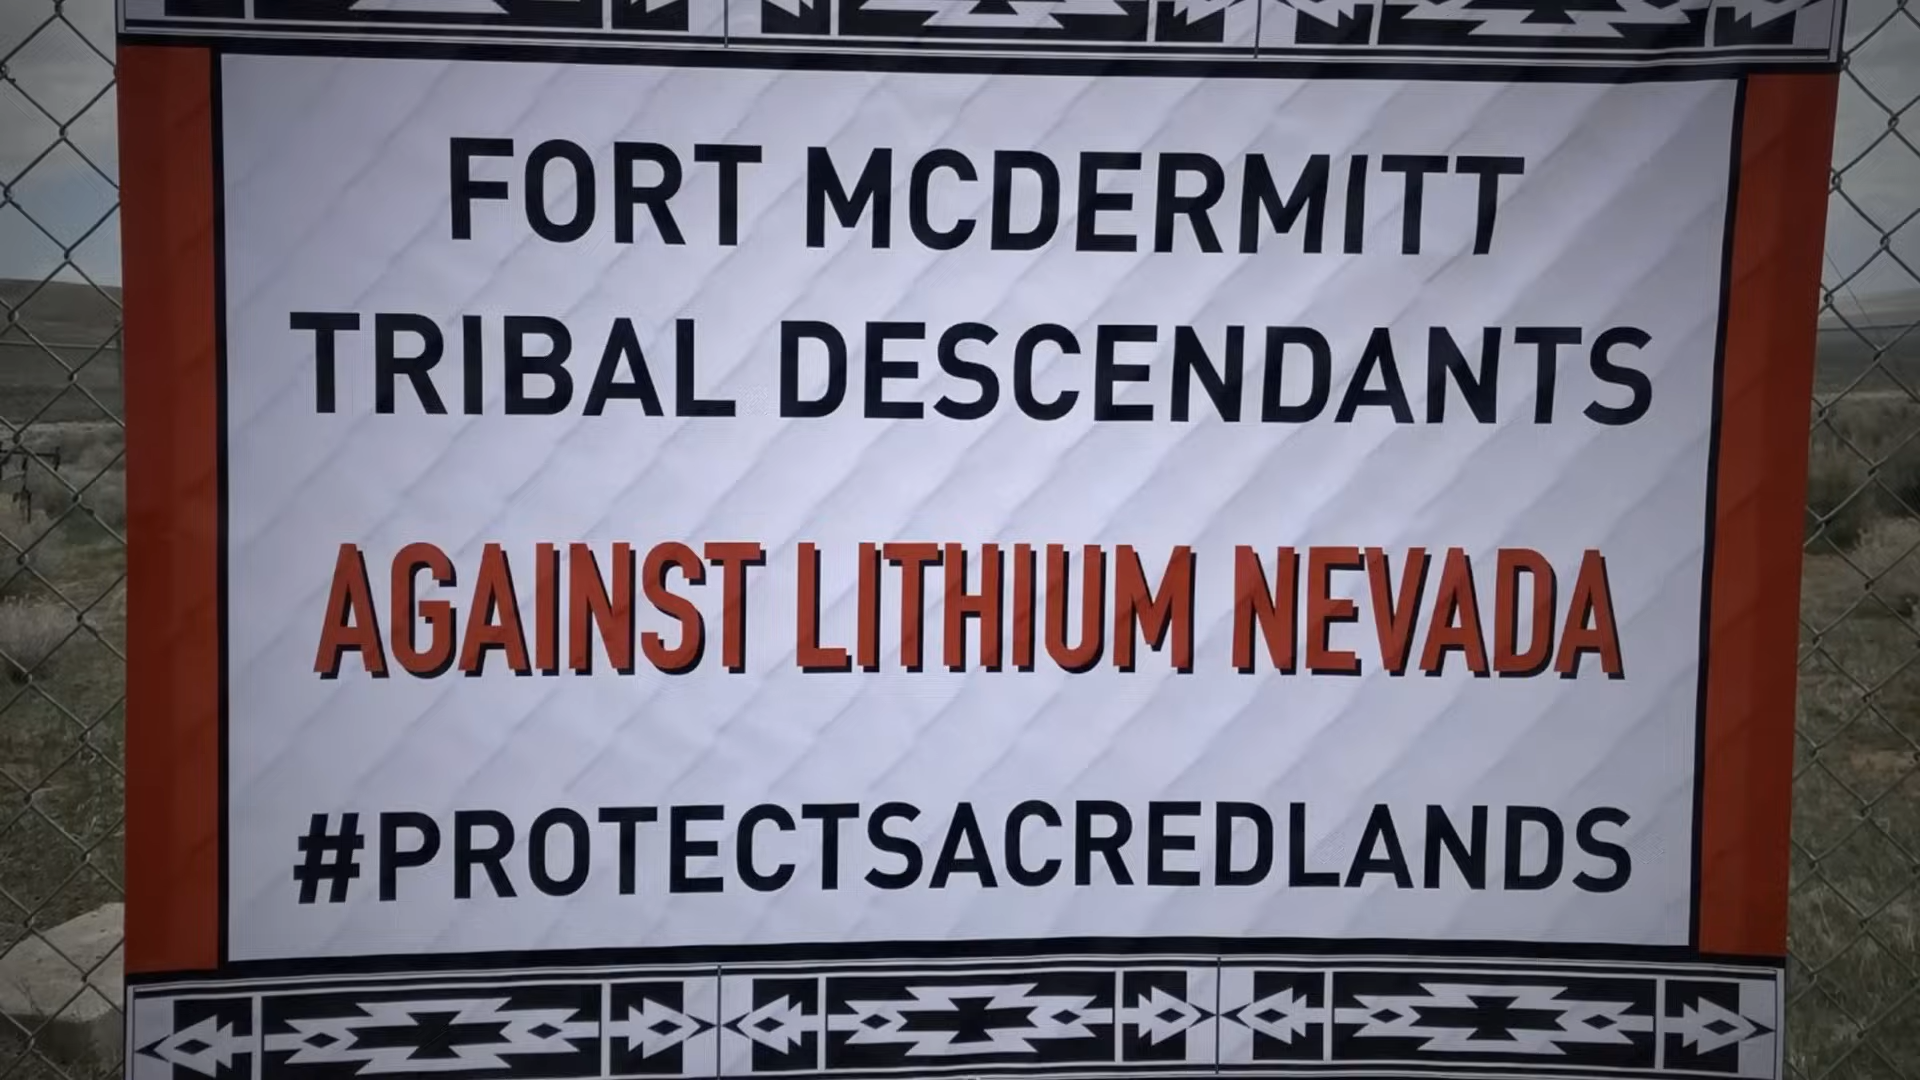 FORT MCDERMITT
TRIBAL DESCENDANTS
AGAINST LITHIUM NEVADA
#PROTECTSACREDLANDS